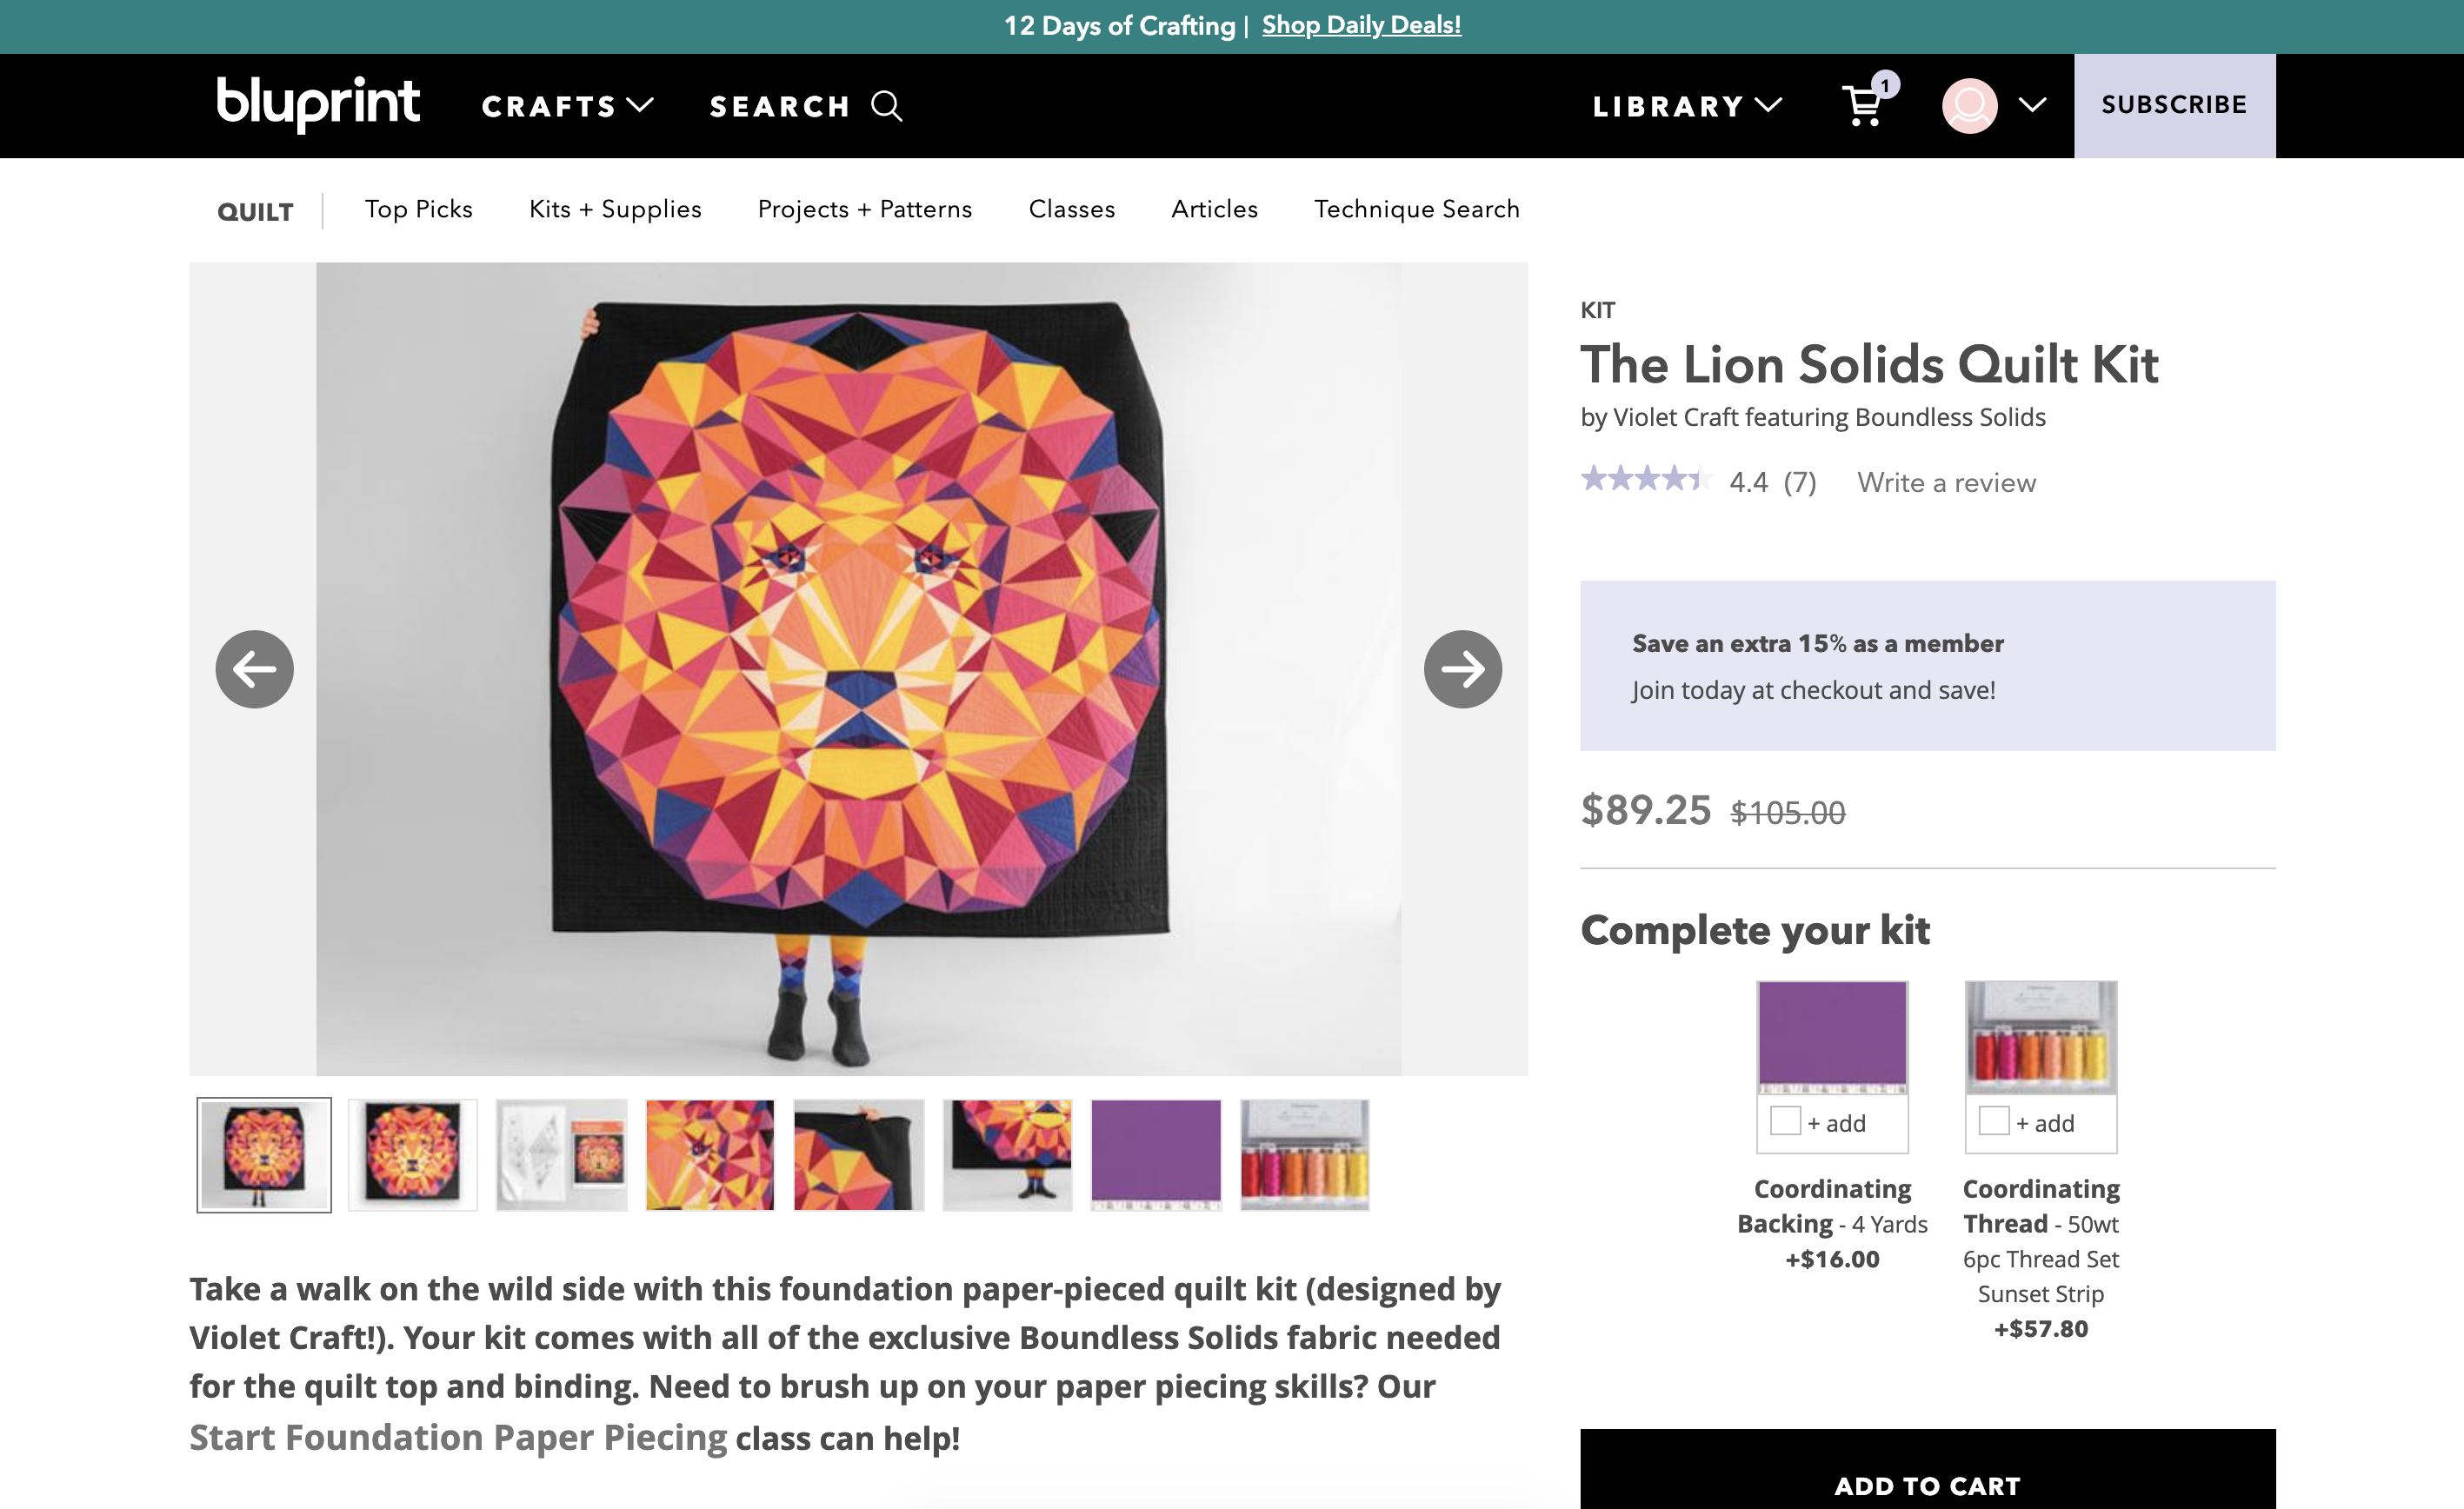 12 Days of Crafting | Shop Daily Deals!
bluprint CRAFTS SEARCH LIBRARY 1 SUBSCRIBE
QUILT Top Picks Kits + Supplies Projects + Patterns Classes Articles Technique Search
KIT
The Lion Solids Quilt Kit
by Violet Craft featuring Boundless Solids
4.4 (7) Write a review
Save an extra 15% as a member
Join today at checkout and save!
$89.25 $105.00
Complete your kit
+ add
Coordinating
Backing - 4 Yards
+$16.00
+ add
Coordinating
Thread - 50wt
6pc Thread Set
Sunset Strip
+$57.80
Take a walk on the wild side with this foundation paper-pieced quilt kit (designed by
Violet Craft!). Your kit comes with all of the exclusive Boundless Solids fabric needed
for the quilt top and binding. Need to brush up on your paper piecing skills? Our
Start Foundation Paper Piecing class can help!
ADD TO CART